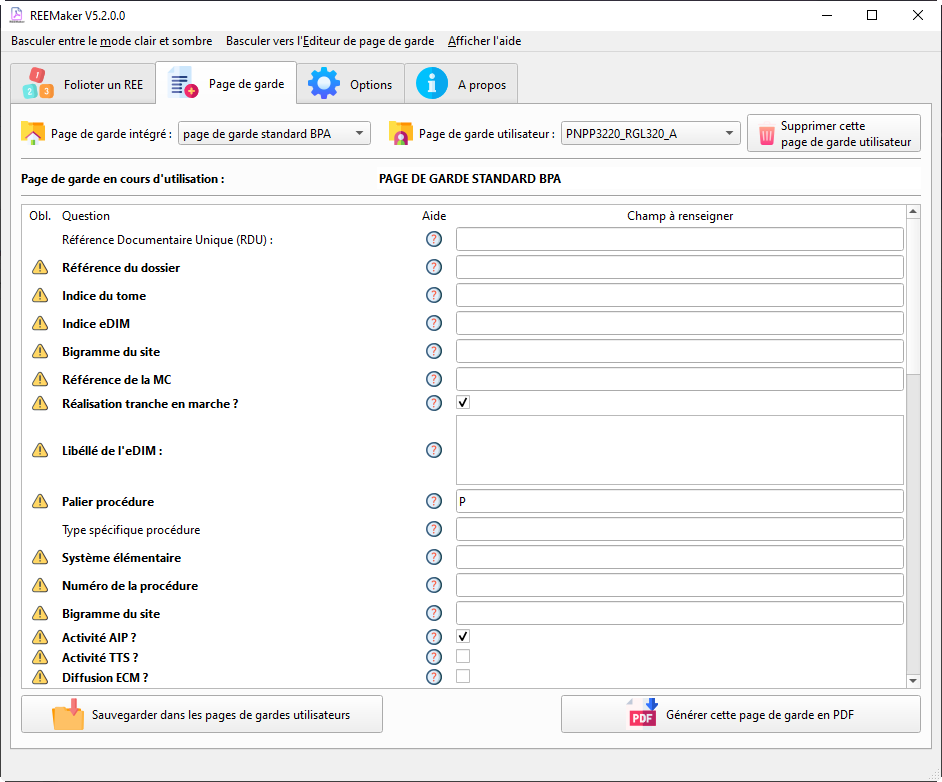 REEMaker V5.2.0.0
Basculer entre le mode clair et sombre Basculer vers l'Editeur de page de garde Afficher l'aide
1
2 3
Folioter un REE Page de garde Options A propos
Page de garde intégré : page de garde standard BPA Page de garde utilisateur : PNPP3220_RGL320_A Supprimer cette
page de garde utilisateur
Page de garde en cours d'utilisation : PAGE DE GARDE STANDARD BPA
Obl. Question Aide Champ à renseigner
Référence Documentaire Unique (RDU) : ?
Référence du dossier ?
Indice du tome ?
Indice eDIM ?
Bigramme du site ?
Référence de la MC ?
Réalisation tranche en marche ? ?
Libéllé de l'eDIM : ?
Palier procédure ? P
Type spécifique procédure ?
Système élémentaire ?
Numéro de la procédure ?
Bigramme du site ?
Activité AIP ? ?
Activité TTS ? ?
Diffusion ECM ? ?
Sauvegarder dans les pages de gardes utilisateurs PDF Générer cette page de garde en PDF